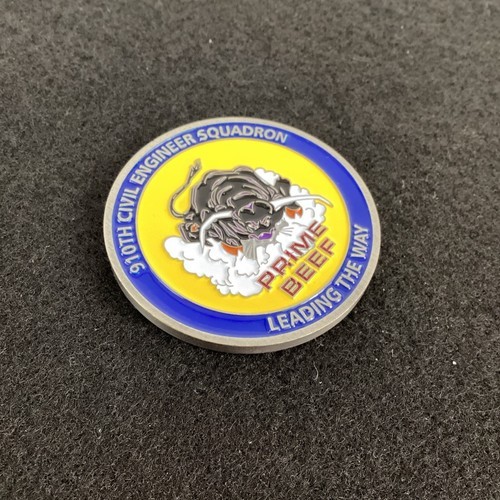 910TH CIVIL ENGINEER SQUADRON
PRIME
BEEF
LEADING THE WAY